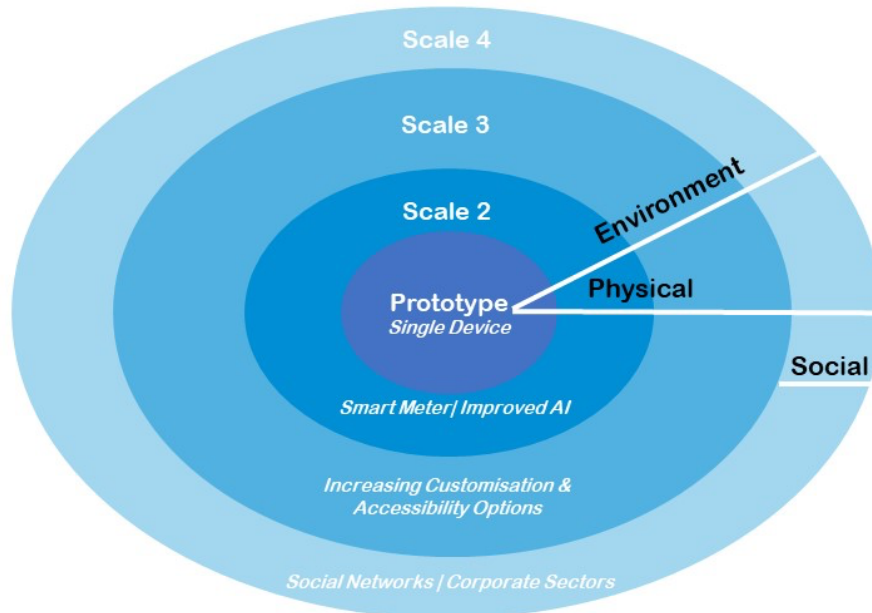 Scale 4
Scale 3
Scale 2
Environment
Prototype
Single Device
Physical
Social
Smart Meter| Improved AI
Increasing Customisation &
Accessibility Options
Social Networks | Corporate Sectors